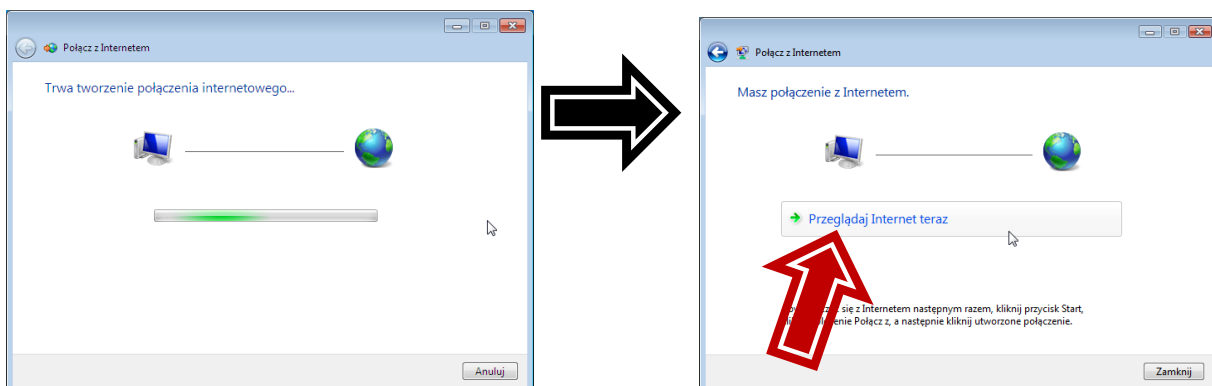 Połącz z Internetem
Trwa tworzenie połączenia internetowego...
Anuluj
Połącz z Internetem
Masz połączenie z Internetem.
Przeglądaj Internet teraz
się z Internetem następnym razem, kliknij przycisk Start,
Połącz z, a następnie kliknij utworzone połączenie.
Zamknij